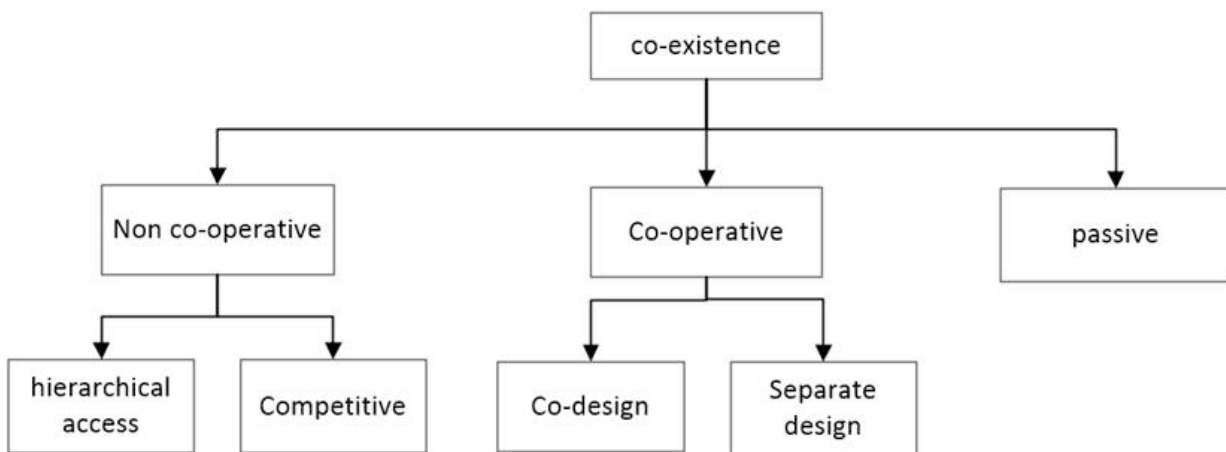 co-existence
Non co-operative
Co-operative
passive
hierarchical
access
Competitive
Co-design
Separate
design